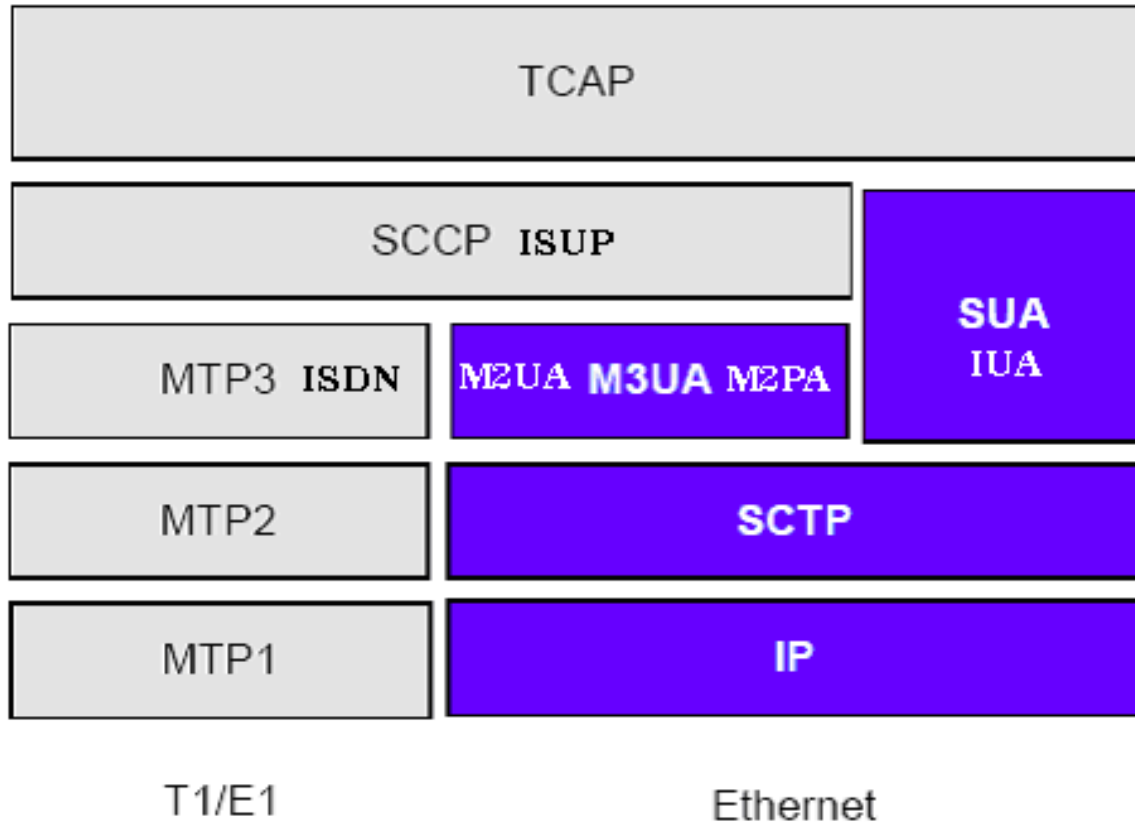 TCAP
SCCP ISUP
SUA
IUA
MTP3 ISDN
M2UA M3UA M2PA
MTP2
SCTP
MTP1
IP
T1/E1
Ethernet